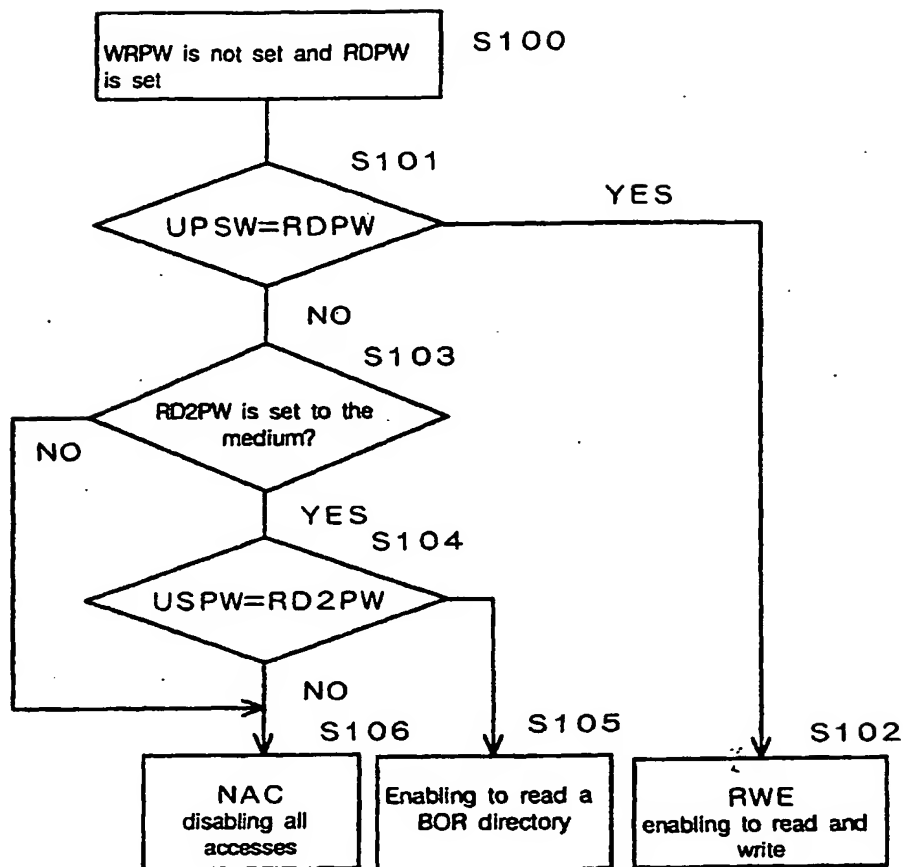 S100
WRPW is not set and RDPW
is set
S101
YES
UPSW=RDPW
NO
S103
RD2PW is set to the
medium?
NO
YES
S104
USPW=RD2PW
NO
S106
S105
S102
NAC
disabling all
accesses
Enabling to read a
BOR directory
RWE
enabling to read and
write